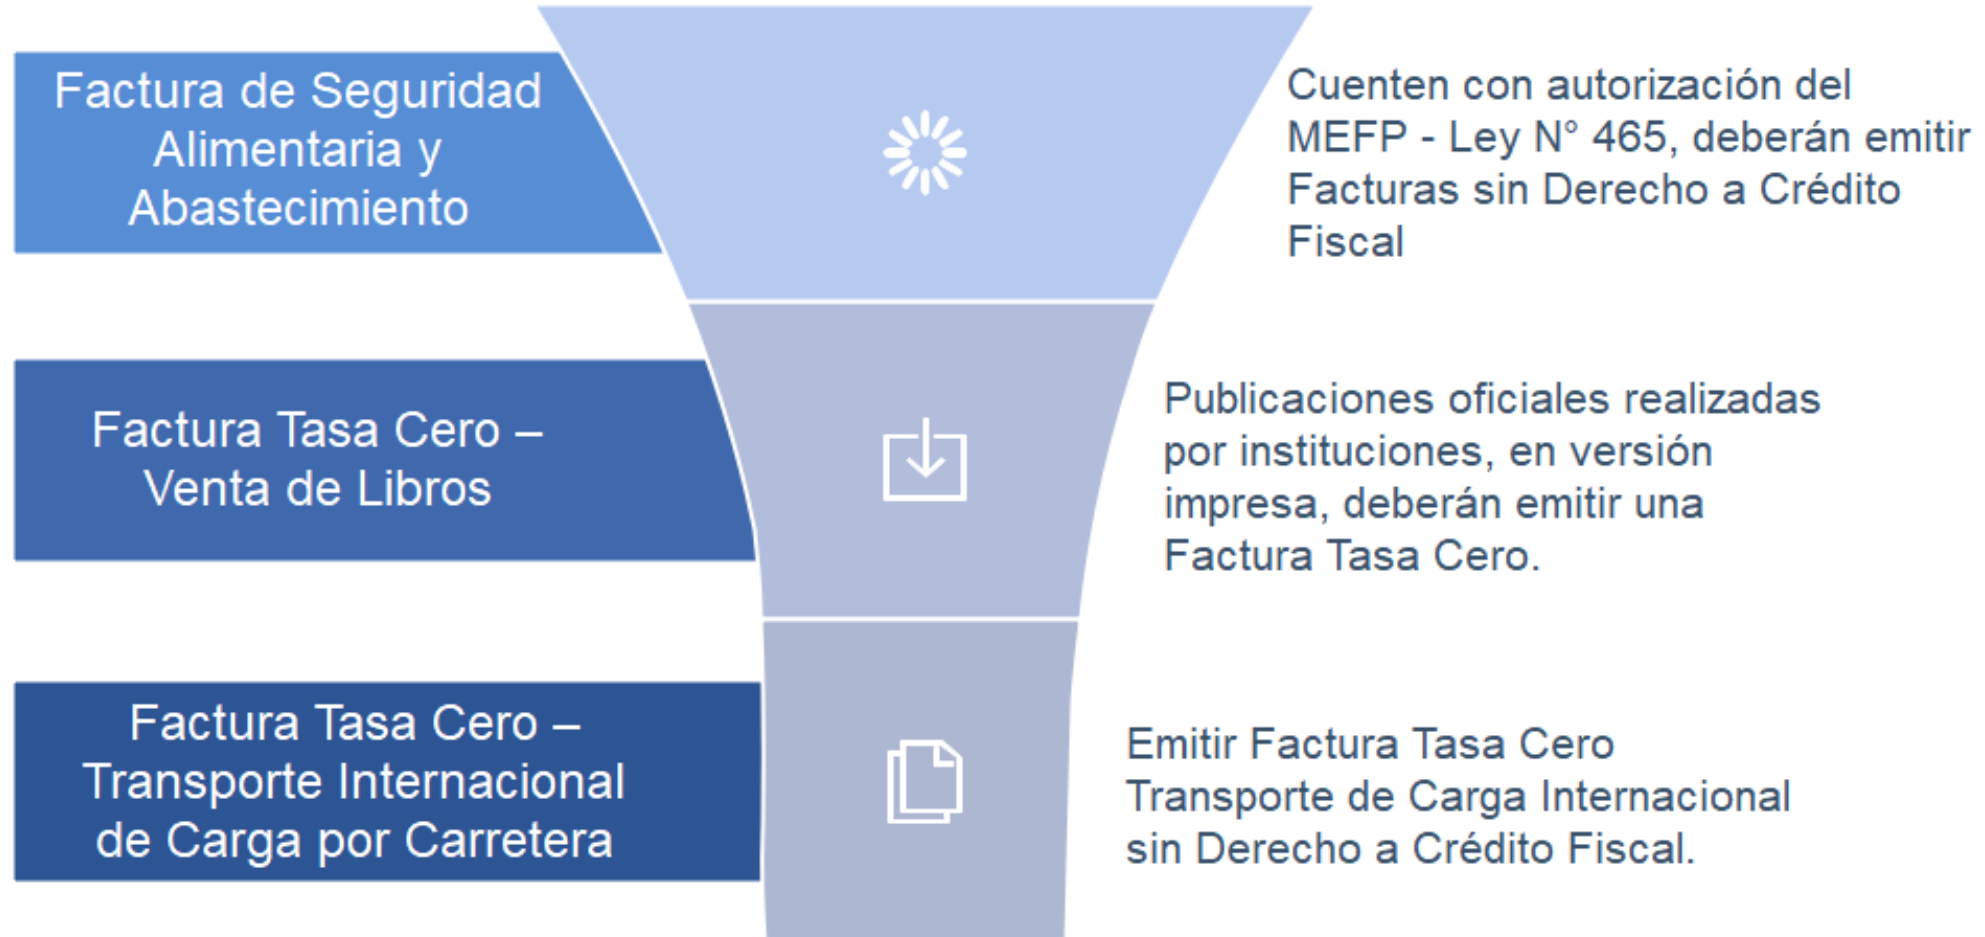 Factura de Seguridad
Alimentaria y
Abastecimiento
Cuenten con autorización del
MEFP - Ley N° 465, deberán emitir
Facturas sin Derecho a Crédito
Fiscal
Factura Tasa Cero –
Venta de Libros
Publicaciones oficiales realizadas
por instituciones, en versión
impresa, deberán emitir una
Factura Tasa Cero.
Factura Tasa Cero –
Transporte Internacional
de Carga por Carretera
Emitir Factura Tasa Cero
Transporte de Carga Internacional
sin Derecho a Crédito Fiscal.